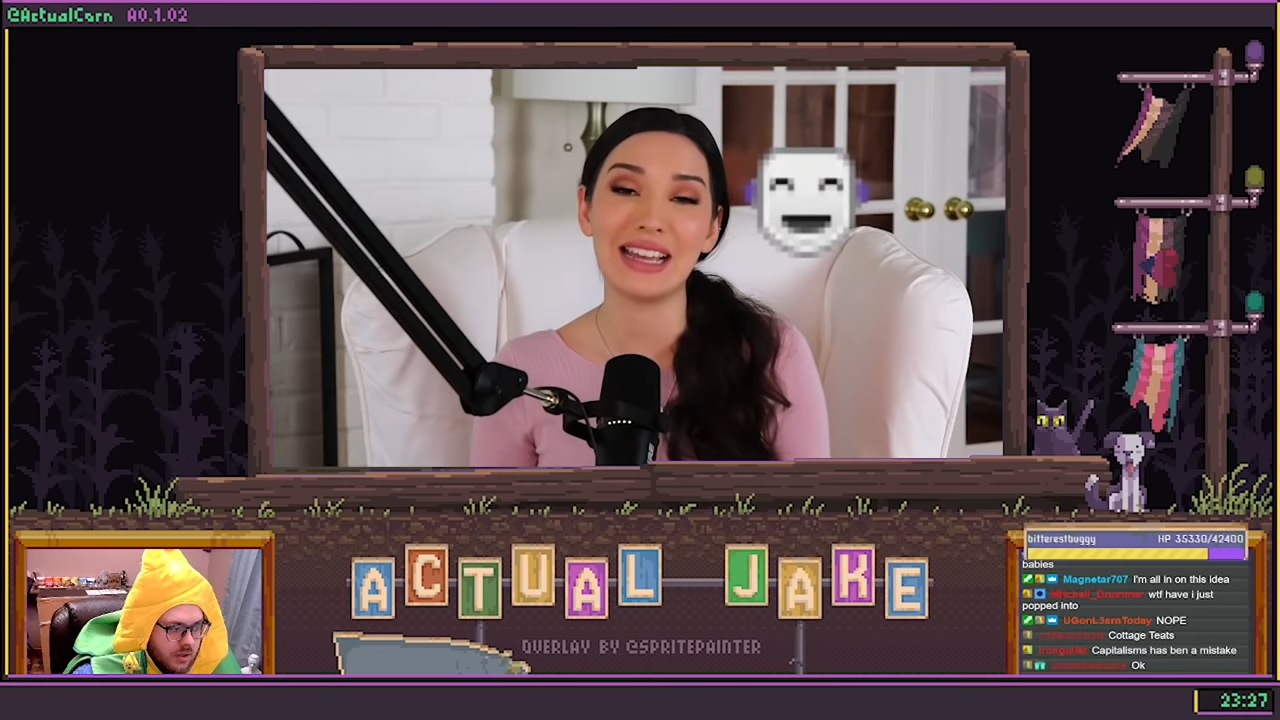 @ActualCorn A0.1.02
ACTUAL JAKE
OVERLAY BY @SPRITEPAINTER
bitterestbuggy HP 35330/42400
babies
Magnetar707 I'm all in on this idea
wtf have i just
popped into
UGonL3arnToday NOPE
Cottage Teats
Capitalisms has ben a mistake
Ok
23:27